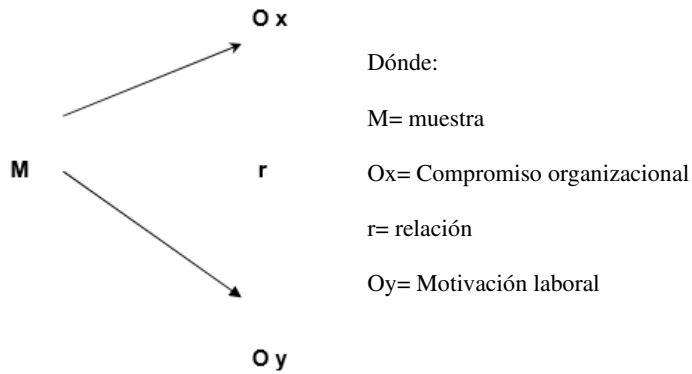 O x
Dónde:
M= muestra
M
r
Ox= Compromiso organizacional
r= relación
Oy= Motivación laboral
O y